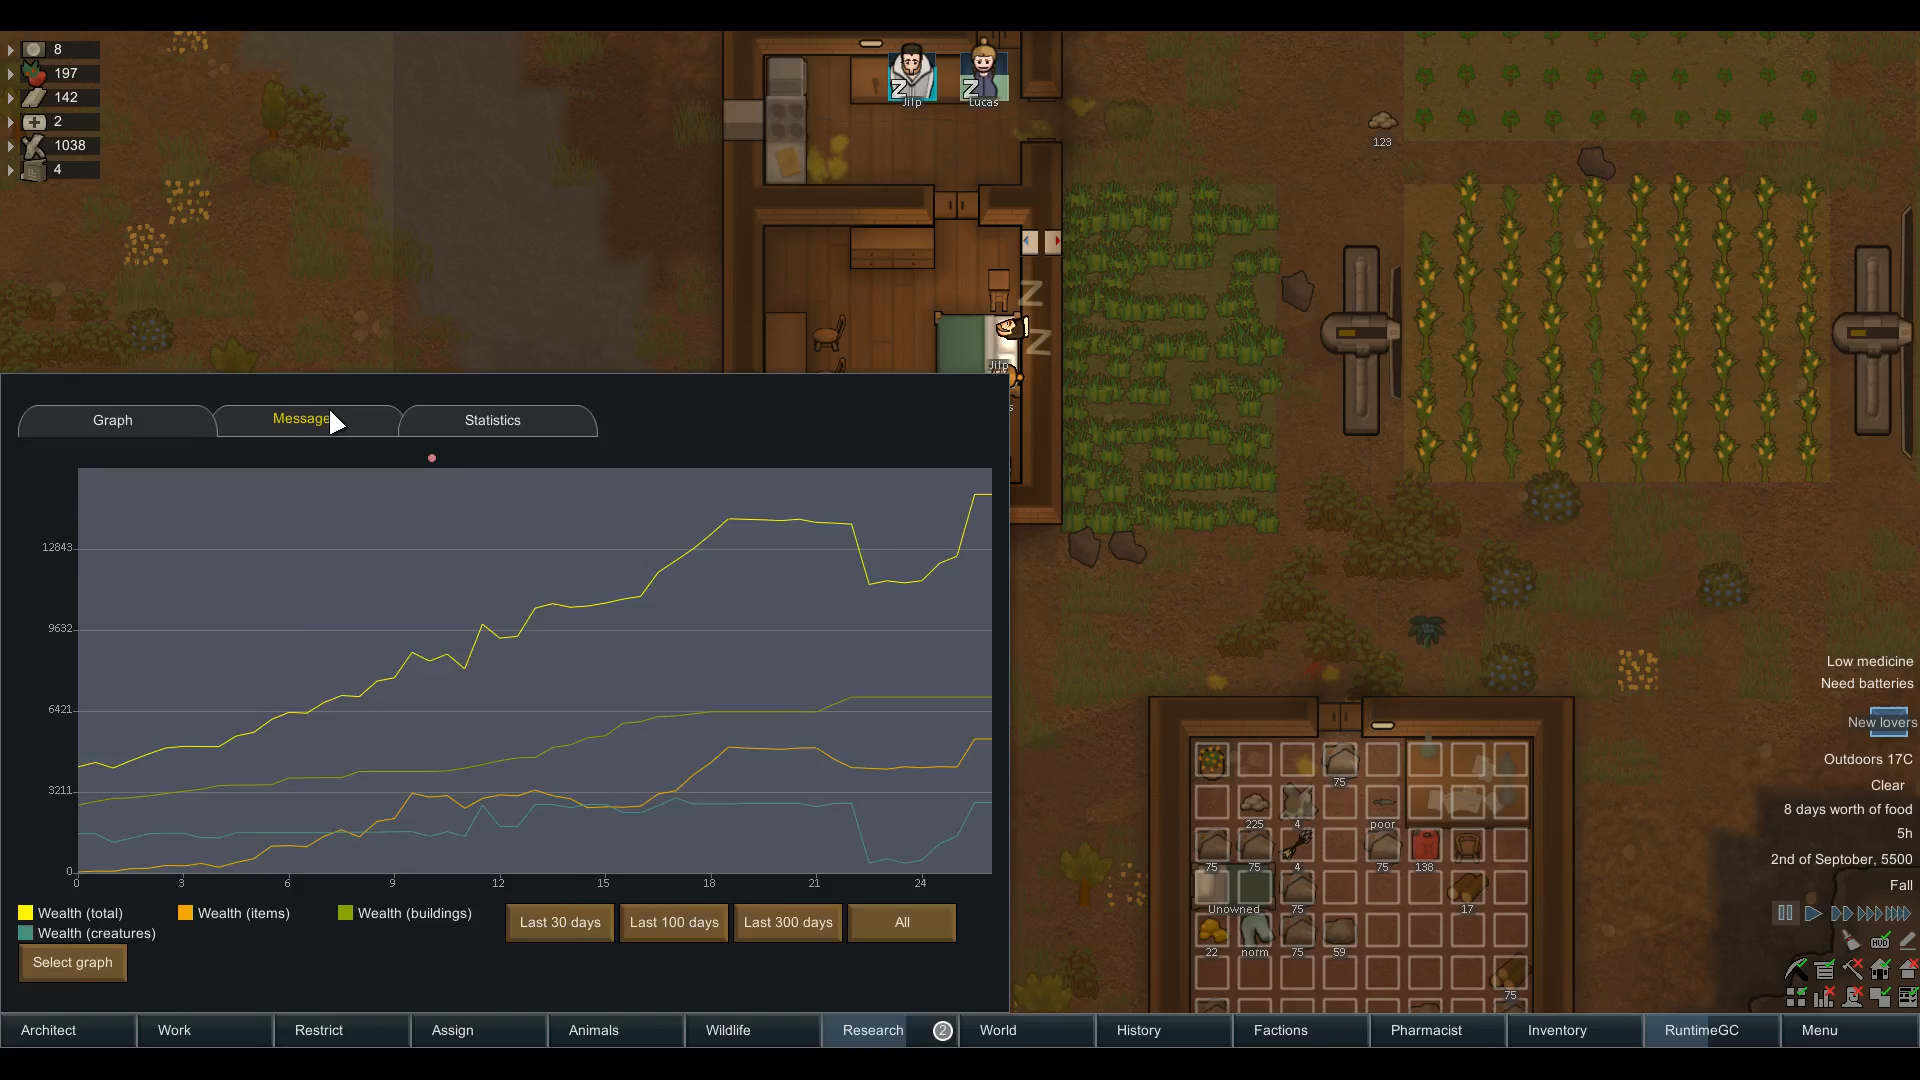 8
197
142
2
1038
4
Jilp
Lucas
123
Jilp
Graph
Message
Statistics
12843
9632
6421
3211
0
0
3
6
9
12
15
18
21
24
Wealth (total)
Wealth (items)
Wealth (buildings)
Wealth (creatures)
Last 30 days
Last 100 days
Last 300 days
All
Select graph
75
225
4
poor
75
75
4
75
138
Unowned
75
17
22
norm
75
59
75
Low medicine
Need batteries
New lovers
Outdoors 17C
Clear
8 days worth of food
5h
2nd of Septober, 5500
Fall
HUD
Architect
Work
Restrict
Assign
Animals
Wildlife
Research
2
World
History
Factions
Pharmacist
Inventory
RuntimeGC
Menu